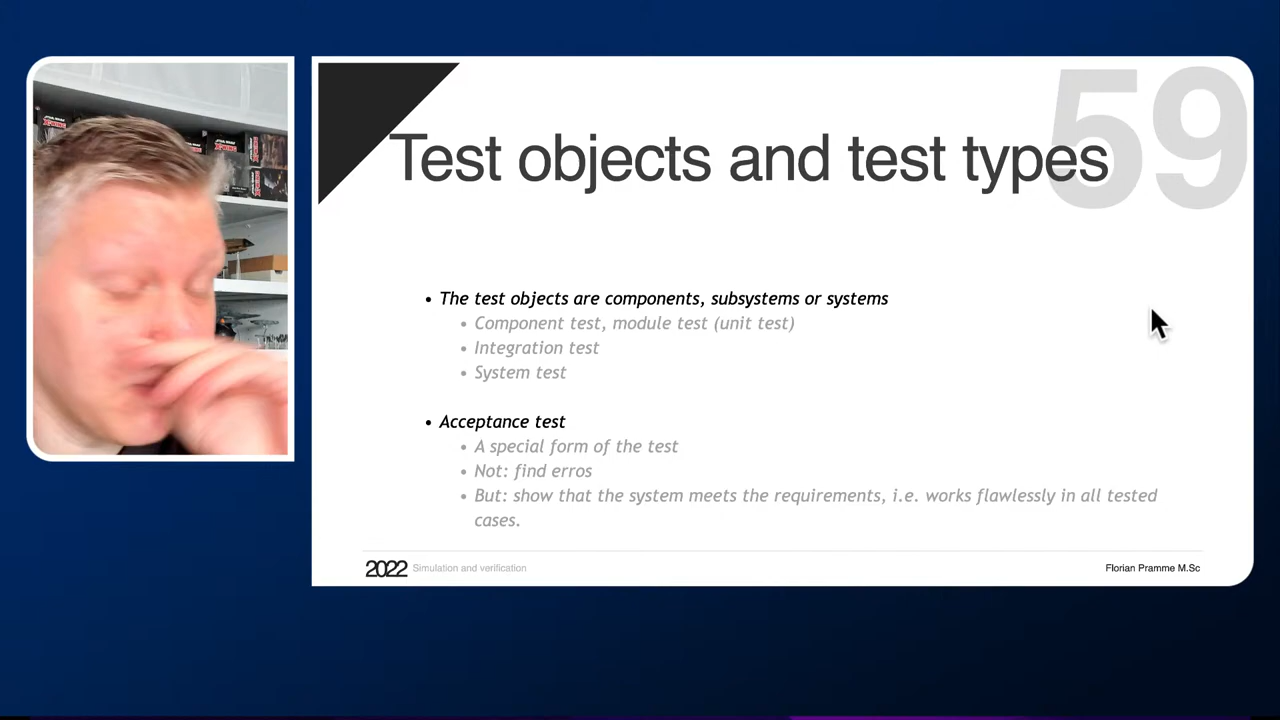 59
Test objects and test types
• The test objects are components, subsystems or systems
• Component test, module test (unit test)
• Integration test
• System test
• Acceptance test
• A special form of the test
• Not: find erros
• But: show that the system meets the requirements, i.e. works flawlessly in all tested
cases.
2022 Simulation and verification
Florian Pramme M.Sc